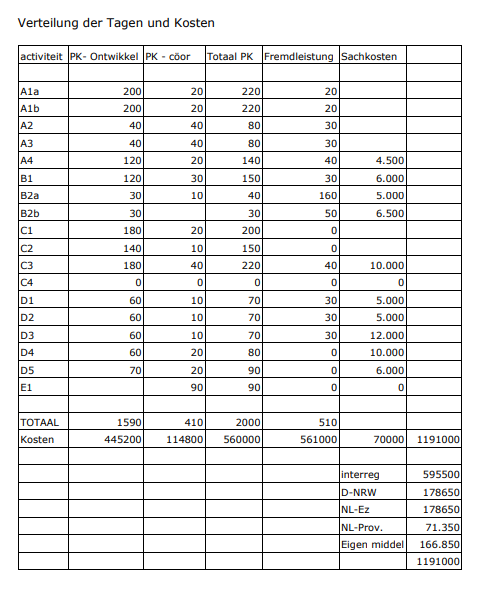 Verteilung der Tagen und Kosten
activiteit PK- Ontwikkel PK - cöor Totaal PK Fremdleistung Sachkosten
A1a 200 20 220 20
A1b 200 20 220 20
A2 40 40 80 30
A3 40 40 80 30
A4 120 20 140 40 4.500
B1 120 30 150 30 6.000
B2a 30 10 40 160 5.000
B2b 30 30 50 6.500
C1 180 20 200 0
C2 140 10 150 0
C3 180 40 220 40 10.000
C4 0 0 0 0 0
D1 60 10 70 30 5.000
D2 60 10 70 30 5.000
D3 60 10 70 30 12.000
D4 60 20 80 0 10.000
D5 70 20 90 0 6.000
E1 90 90 0 0
TOTAAL 1590 410 2000 510
Kosten 445200 114800 560000 561000 70000 1191000
interreg 595500
D-NRW 178650
NL-Ez 178650
NL-Prov. 71.350
Eigen middel 166.850
1191000